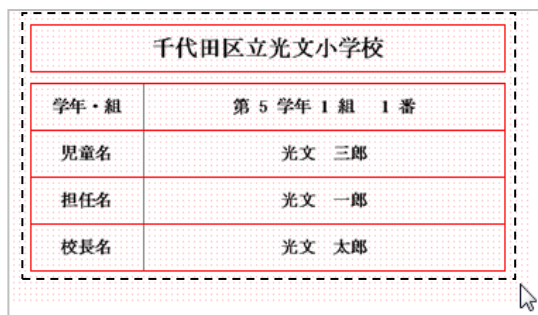 千代田区立光文小学校
学年・組 第 5 学年 1 組 1 番
児童名 光文 三郎
担任名 光文 一郎
校長名 光文 太郎